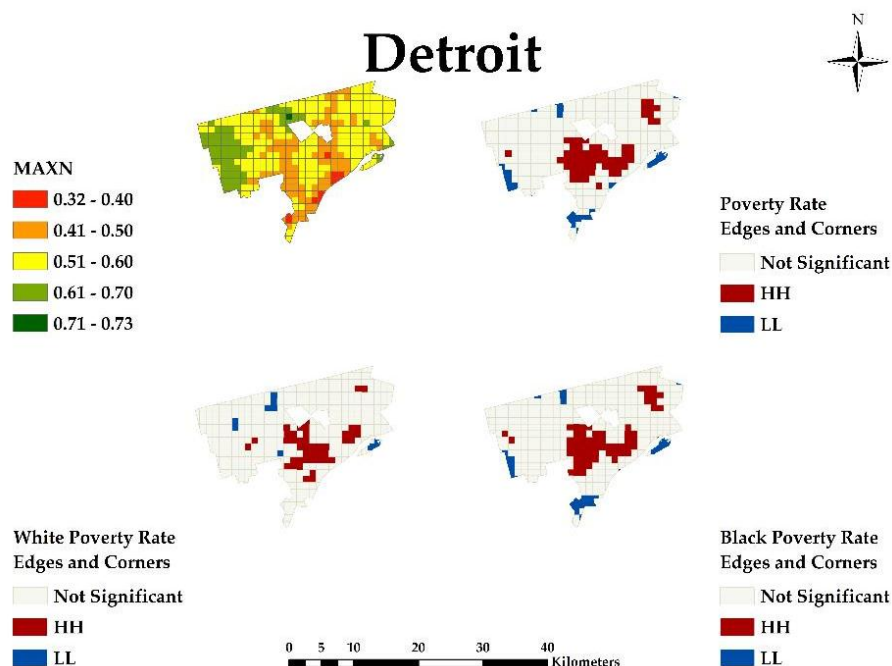 Detroit
N
MAXN
0.32 - 0.40
0.41 - 0.50
0.51 - 0.60
0.61 - 0.70
0.71 - 0.73
Poverty Rate
Edges and Corners
Not Significant
HH
LL
White Poverty Rate
Edges and Corners
Not Significant
HH
LL
0 5 10 20 30 40
Kilometers
Black Poverty Rate
Edges and Corners
Not Significant
HH
LL